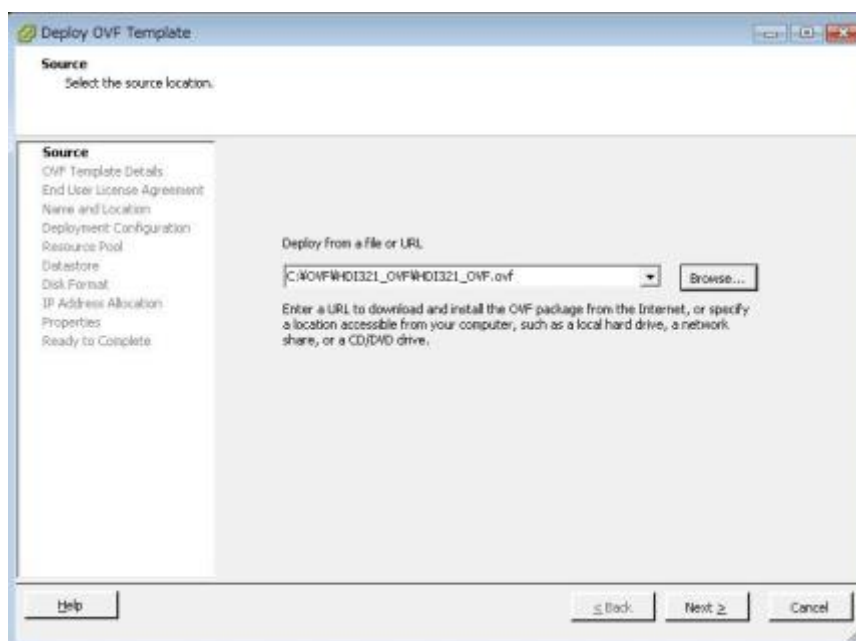 Deploy OVF Template
Source
Select the source location.
Source
OVF Template Details
End User License Agreement
Name and Location
Deployment Configuration
Resource Pool
Datastore
Disk Format
IP Address Allocation
Properties
Ready to Complete
Deploy from a file or URL
C:¥OVF¥HDI321_OVF¥HDI321_OVF.ovf
Browse...
Enter a URL to download and install the OVF package from the Internet, or specify
a location accessible from your computer, such as a local hard drive, a network
share, or a CD/DVD drive.
Help
≤ Back
Next ≥
Cancel